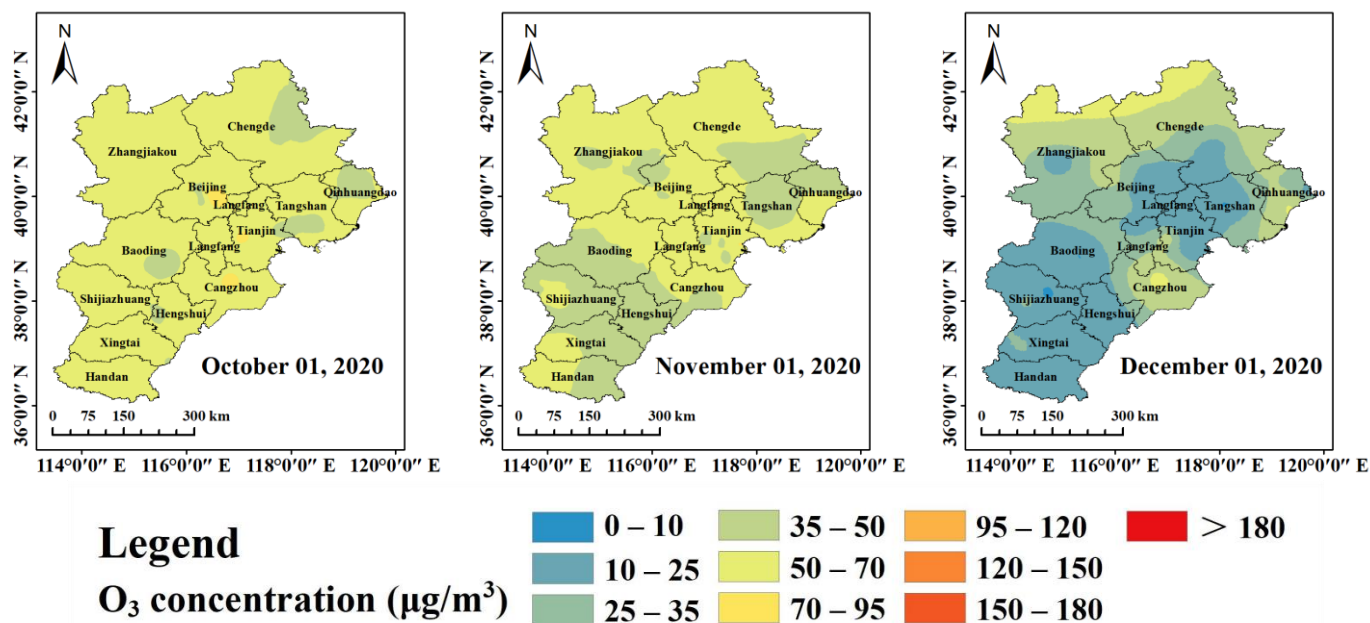 N
N
N
42°0′0″ N
40°0′0″ N
38°0′0″ N
36°0′0″ N
Chengde
Zhangjiakou
Beijing
Qinhuangdao
Langfang
Tangshan
Tianjin
Langfang
Baoding
Cangzhou
Shijiazhuang
Hengshui
Xingtai
Handan
October 01, 2020
0 75 150 300 km
114°0′0″ E 116°0′0″ E 118°0′0″ E 120°0′0″ E
42°0′0″ N
40°0′0″ N
38°0′0″ N
36°0′0″ N
Chengde
Zhangjiakou
Beijing
Qinhuangdao
Langfang
Tangshan
Tianjin
Langfang
Baoding
Cangzhou
Shijiazhuang
Hengshui
Xingtai
Handan
November 01, 2020
0 75 150 300 km
114°0′0″ E 116°0′0″ E 118°0′0″ E 120°0′0″ E
42°0′0″ N
40°0′0″ N
38°0′0″ N
36°0′0″ N
Chengde
Zhangjiakou
Beijing
Qinhuangdao
Langfang
Tangshan
Tianjin
Langfang
Baoding
Cangzhou
Shijiazhuang
Hengshui
Xingtai
Handan
December 01, 2020
0 75 150 300 km
114°0′0″ E 116°0′0″ E 118°0′0″ E 120°0′0″ E
Legend
O₃ concentration (μg/m³)
0 – 10
10 – 25
25 – 35
35 – 50
50 – 70
70 – 95
95 – 120
120 – 150
150 – 180
> 180